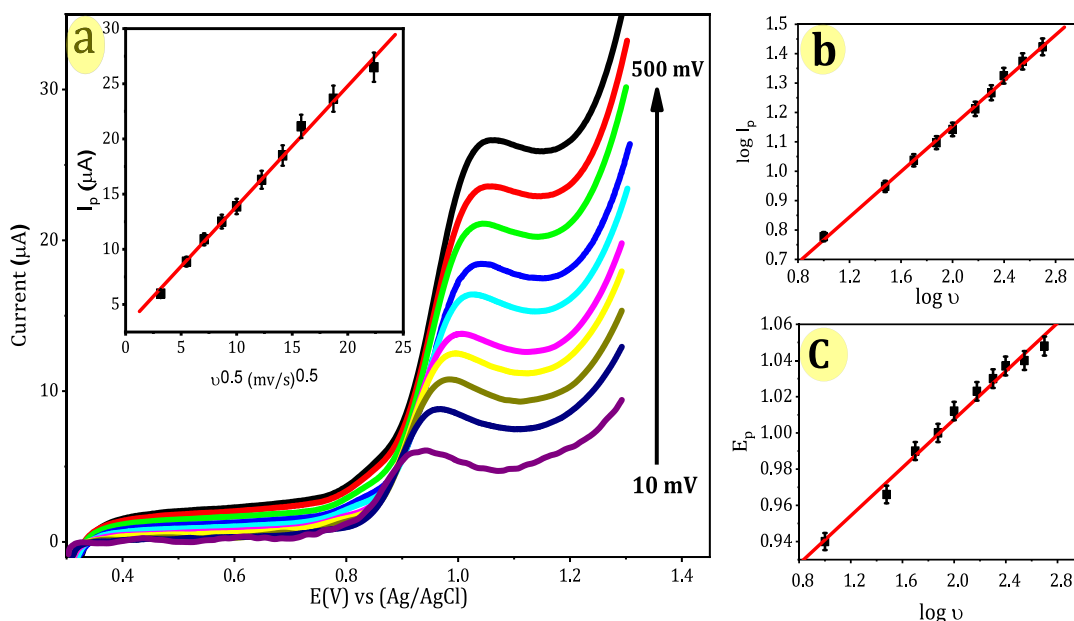 a
30
25
20
15
10
5
I_p (µA)
0 5 10 15 20 25
υ^0.5 (mv/s)^0.5
500 mV
10 mV
30
20
10
0
Current (µA)
0.4 0.6 0.8 1.0 1.2 1.4
E(V) vs (Ag/AgCl)
b
1.5
1.4
1.3
1.2
1.1
1.0
0.9
0.8
0.7
log I_p
0.8 1.2 1.6 2.0 2.4 2.8
log υ
C
1.06
1.04
1.02
1.00
0.98
0.96
0.94
E_p
0.8 1.2 1.6 2.0 2.4 2.8
log υ